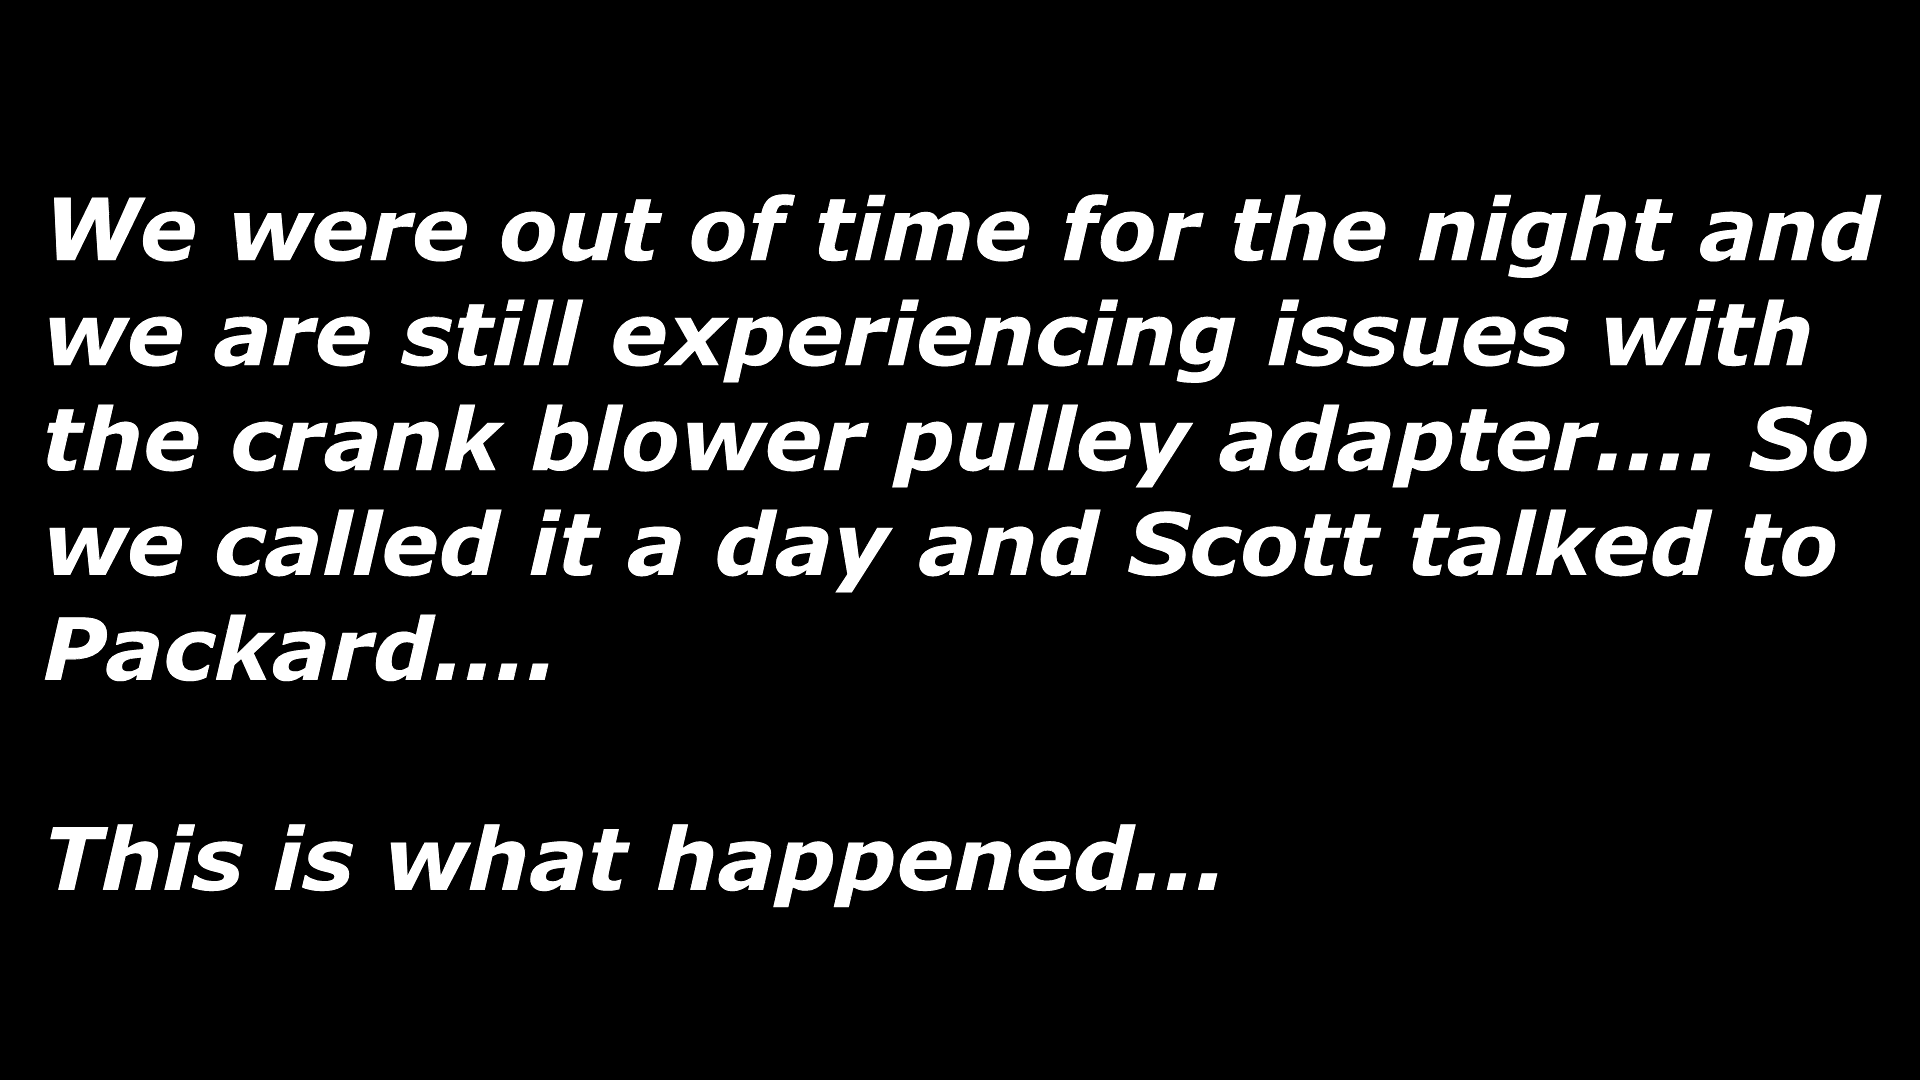 We were out of time for the night and
we are still experiencing issues with
the crank blower pulley adapter.... So
we called it a day and Scott talked to
Packard....
This is what happened...